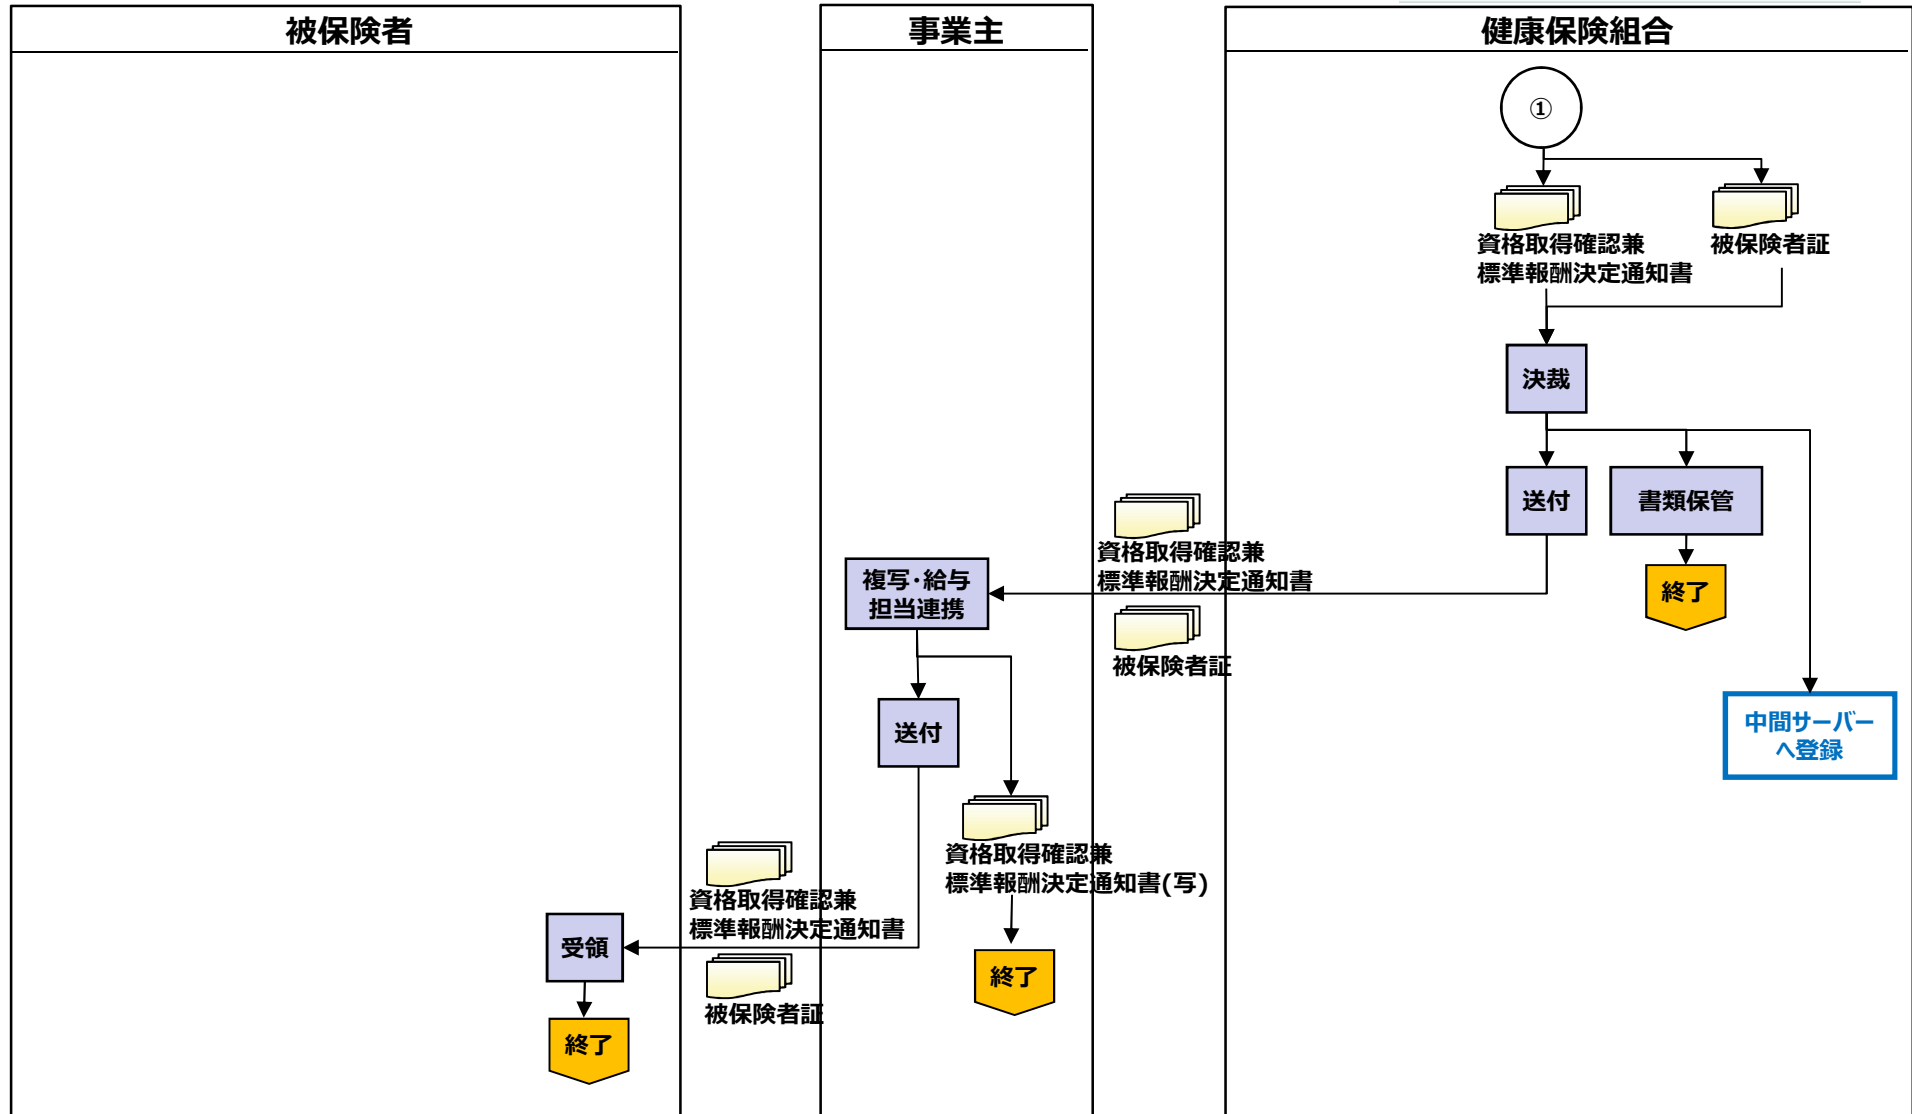 被保険者
事業主
健康保険組合
①
資格取得確認兼
標準報酬決定通知書
被保険者証
決裁
送付
書類保管
終了
中間サーバー
へ登録
資格取得確認兼
標準報酬決定通知書
被保険者証
複写・給与
担当連携
送付
資格取得確認兼
標準報酬決定通知書(写)
終了
資格取得確認兼
標準報酬決定通知書
被保険者証
受領
終了